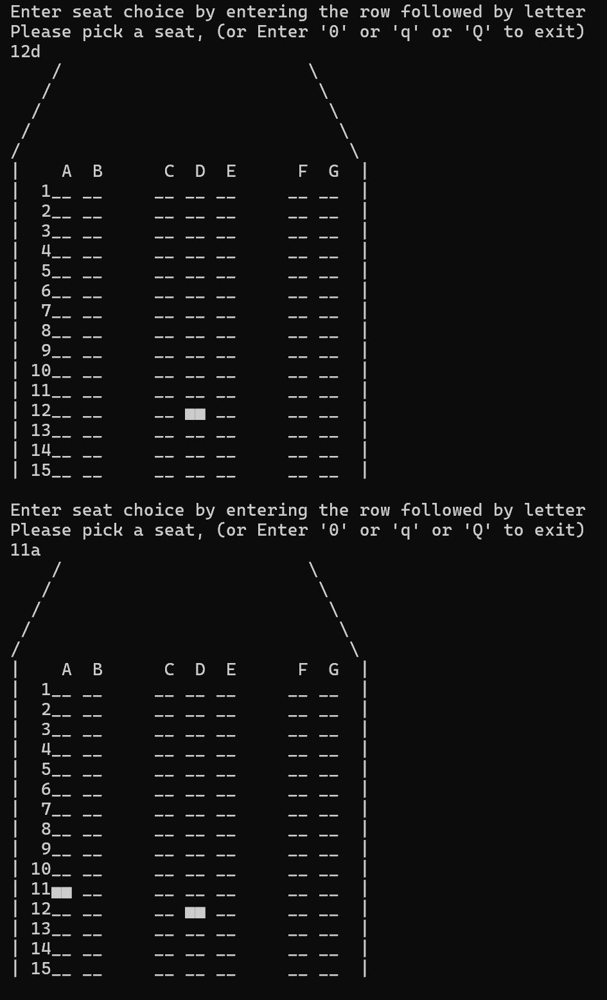 Enter seat choice by entering the row followed by letter
Please pick a seat, (or Enter '0' or 'q' or 'Q' to exit)
12d
     /                        \
    /                          \
   /                            \
  /                              \
 /                                \
|    A  B      C  D  E      F  G  |
|   1__ __     __ __ __     __ __  |
|   2__ __     __ __ __     __ __  |
|   3__ __     __ __ __     __ __  |
|   4__ __     __ __ __     __ __  |
|   5__ __     __ __ __     __ __  |
|   6__ __     __ __ __     __ __  |
|   7__ __     __ __ __     __ __  |
|   8__ __     __ __ __     __ __  |
|   9__ __     __ __ __     __ __  |
|  10__ __     __ __ __     __ __  |
|  11__ __     __ __ __     __ __  |
|  12__ __     __ ■■ __     __ __  |
|  13__ __     __ __ __     __ __  |
|  14__ __     __ __ __     __ __  |
|  15__ __     __ __ __     __ __  |
Enter seat choice by entering the row followed by letter
Please pick a seat, (or Enter '0' or 'q' or 'Q' to exit)
11a
     /                        \
    /                          \
   /                            \
  /                              \
 /                                \
|    A  B      C  D  E      F  G  |
|   1__ __     __ __ __     __ __  |
|   2__ __     __ __ __     __ __  |
|   3__ __     __ __ __     __ __  |
|   4__ __     __ __ __     __ __  |
|   5__ __     __ __ __     __ __  |
|   6__ __     __ __ __     __ __  |
|   7__ __     __ __ __     __ __  |
|   8__ __     __ __ __     __ __  |
|   9__ __     __ __ __     __ __  |
|  10__ __     __ __ __     __ __  |
|  11■■ __     __ __ __     __ __  |
|  12__ __     __ ■■ __     __ __  |
|  13__ __     __ __ __     __ __  |
|  14__ __     __ __ __     __ __  |
|  15__ __     __ __ __     __ __  |